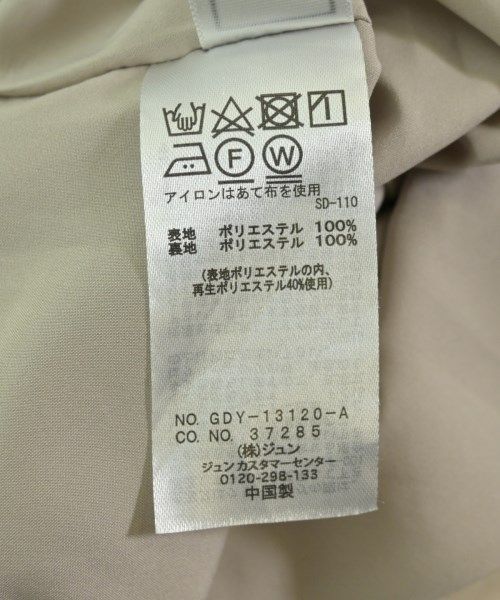 F W
アイロンはあて布を使用
SD-110
表地 ポリエステル 100%
裏地 ポリエステル 100%
(表地ポリエステルの内、
再生ポリエステル40%使用)
NO. GDY-13120-A
CO. NO. 37285
(株)ジュン
ジュン カスタマーセンター
0120-298-133
中国製